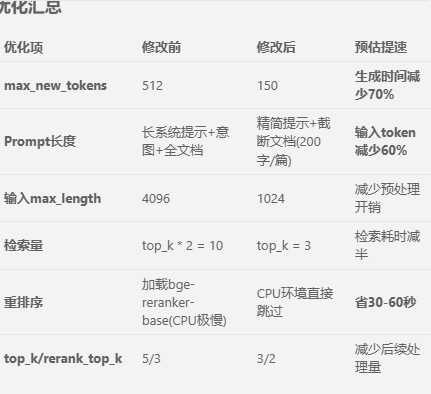 优化汇总
优化项 修改前 修改后 预估提速
max_new_tokens 512 150 生成时间减
少70%
Prompt长度 长系统提示+意
图+全文档 精简提示+截
断文档(200
字/篇) 输入token
减少60%
输入max_length 4096 1024 减少预处理
开销
检索量 top_k * 2 = 10 top_k = 3 检索耗时减
半
重排序 加载bge-
reranker-
base(CPU极慢) CPU环境直接
跳过 省30-60秒
top_k/rerank_top_k 5/3 3/2 减少后续处
理量